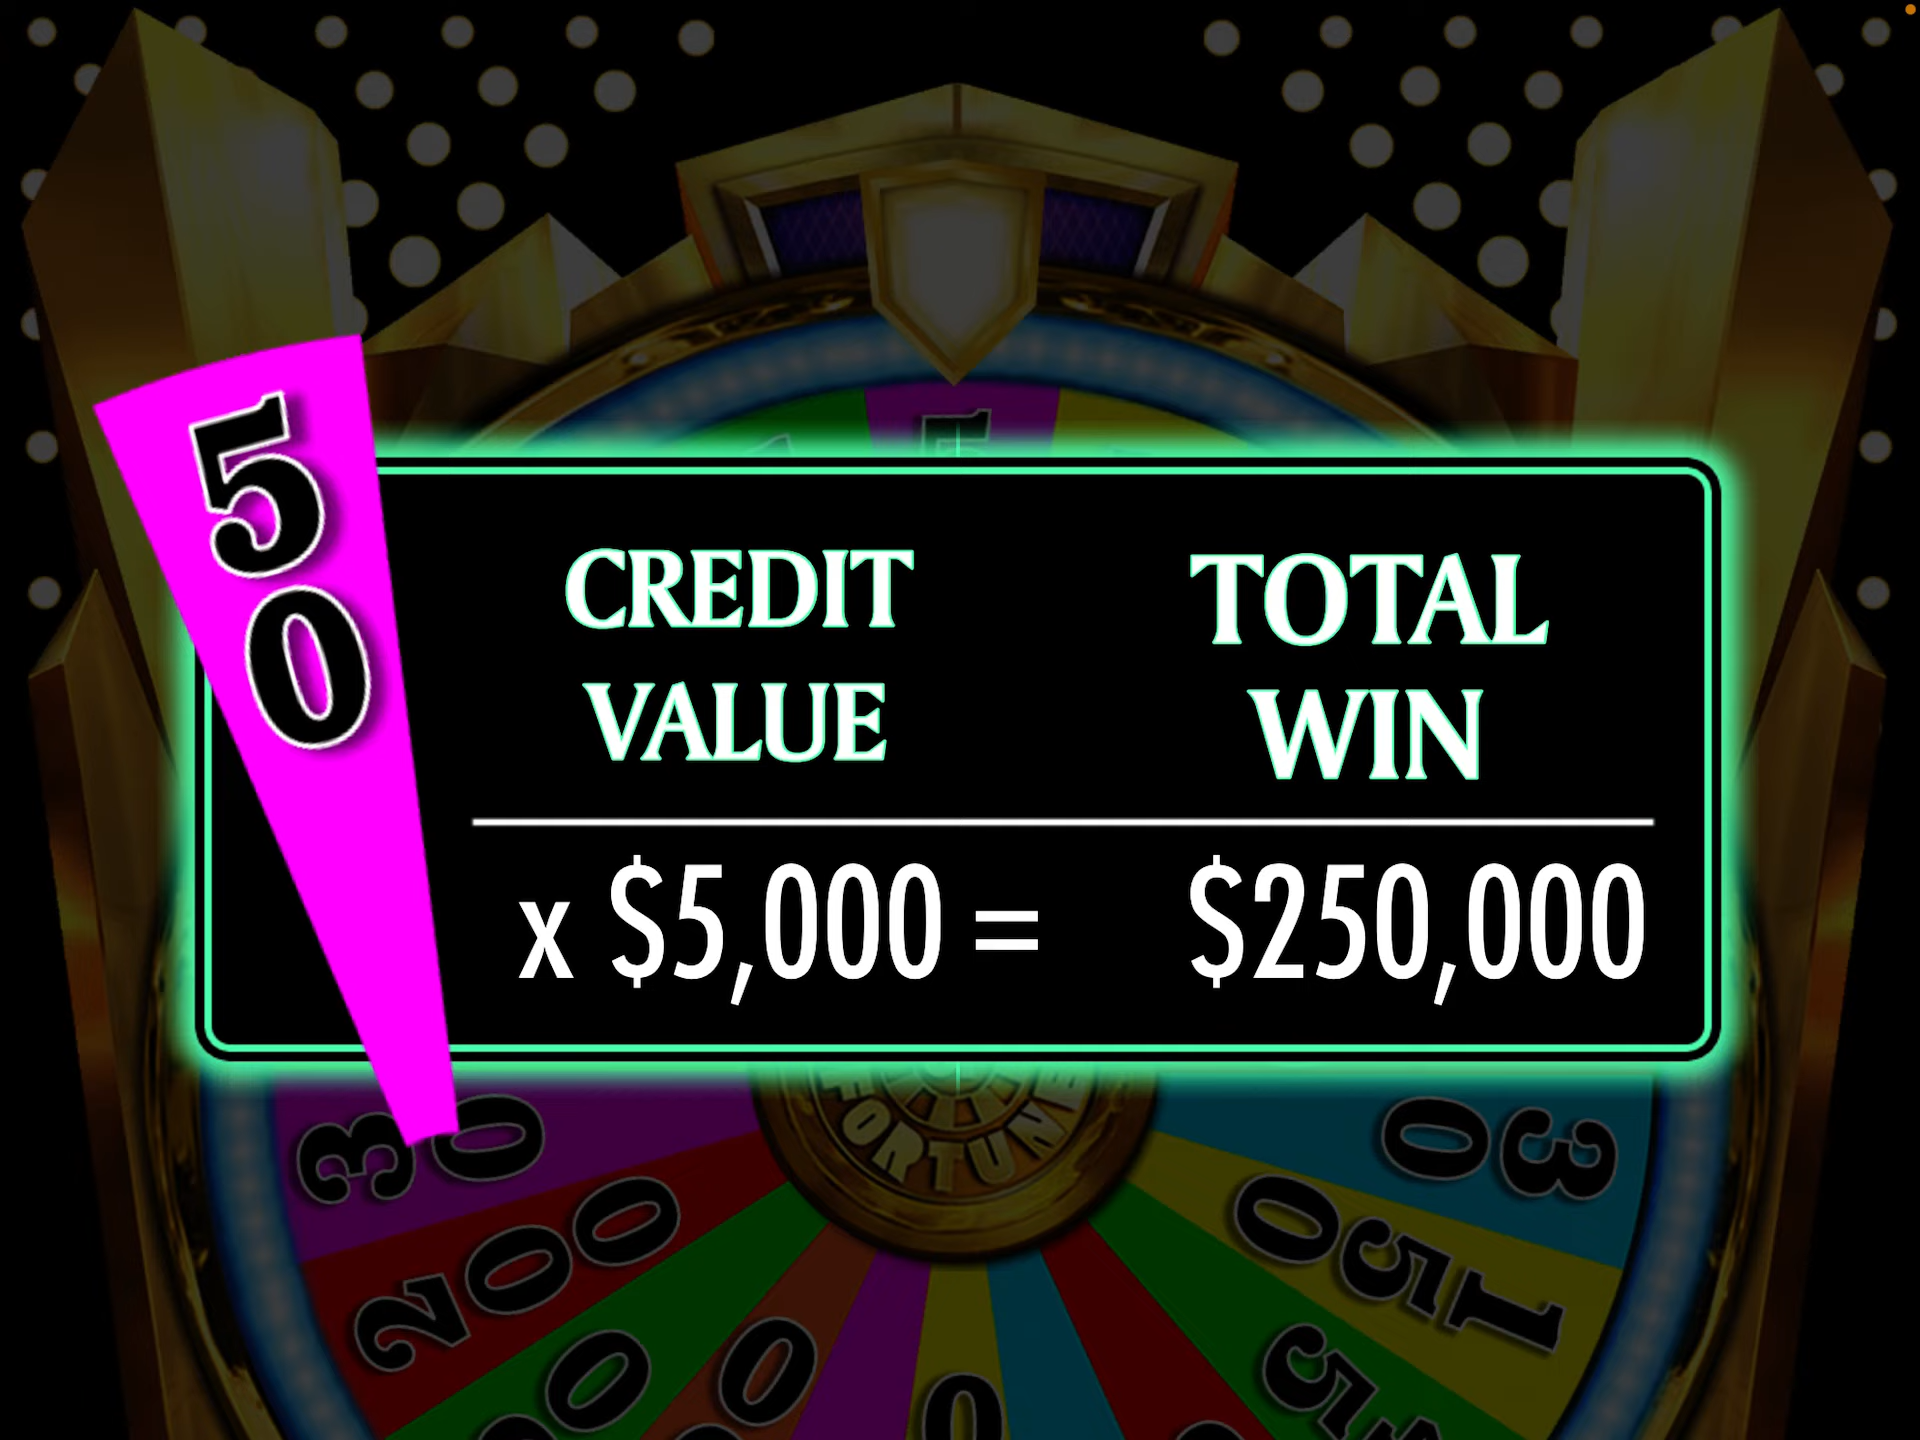 50
CREDIT
VALUE
TOTAL
WIN
x $5,000 = $250,000
FORTUNE
30
200
30
150